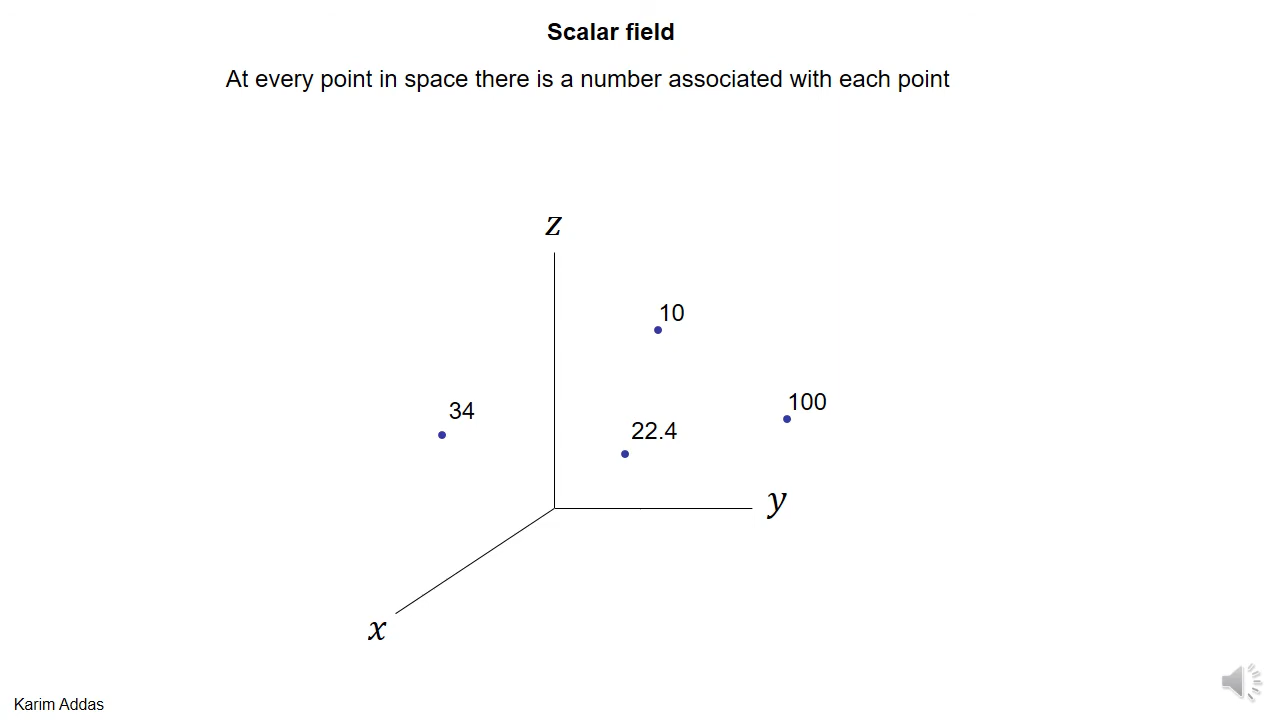 Scalar field
At every point in space there is a number associated with each point
z
10
100
34
22.4
y
x
Karim Addas